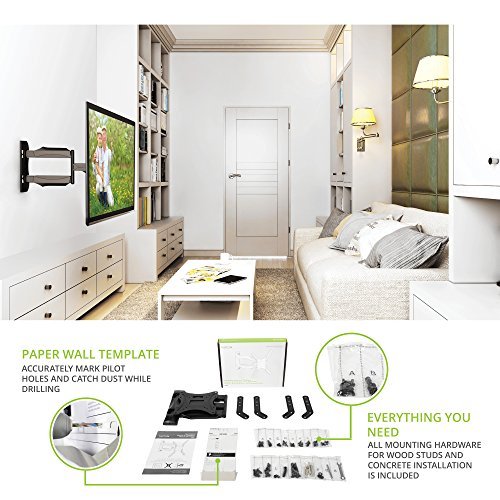 PAPER WALL TEMPLATE
ACCURATELY MARK PILOT
HOLES AND CATCH DUST WHILE
DRILLING
A
B
EVERYTHING YOU
NEED
ALL MOUNTING HARDWARE
FOR WOOD STUDS AND
CONCRETE INSTALLATION
IS INCLUDED